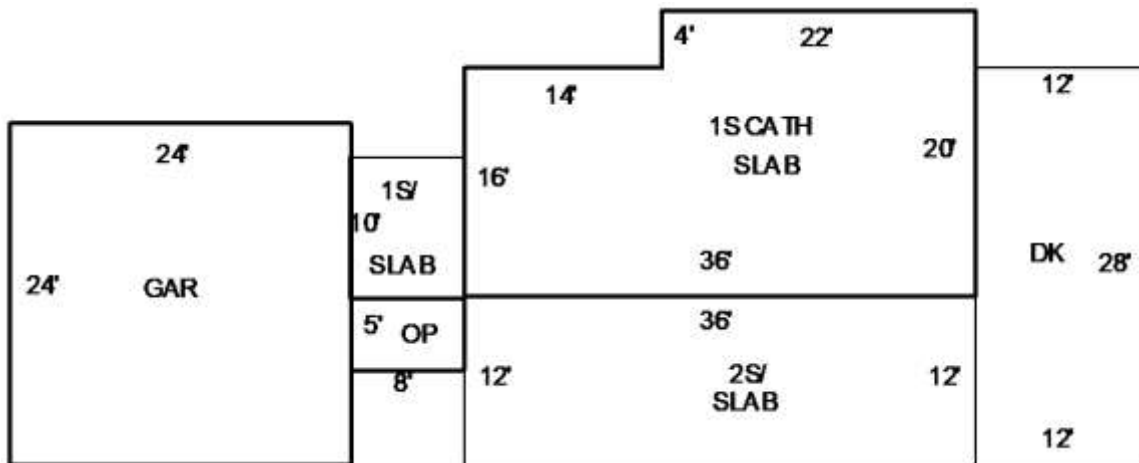 4' 22'
14' 12'
1S CATH
SLAB
20'
24'
1S/
16'
10'
SLAB
24' GAR
36'
DK 28'
5' OP
36'
8'
12' 2S/ 12'
SLAB
12'